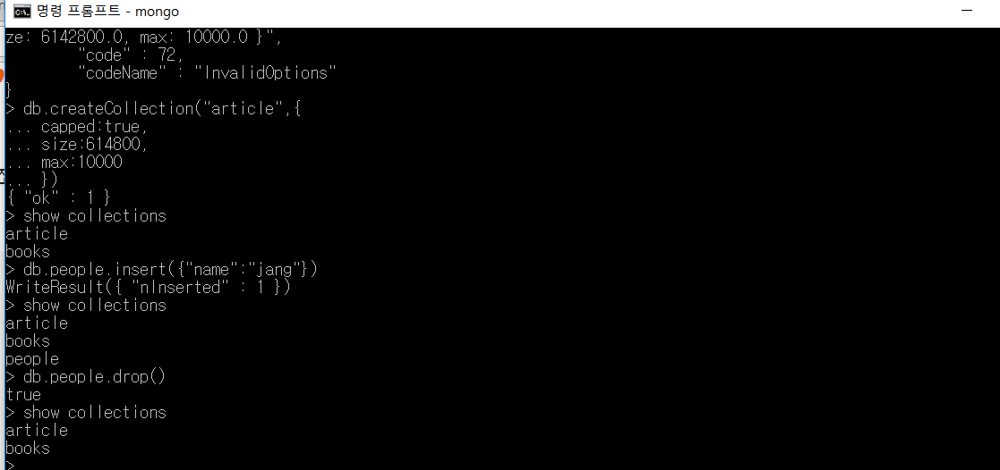 명령 프롬프트 - mongo
ze: 6142800.0, max: 10000.0 }",
"code" : 72,
"codeName" : "InvalidOptions"
}
> db.createCollection("article",{
... capped:true,
... size:614800,
... max:10000
... })
{ "ok" : 1 }
> show collections
article
books
> db.people.insert({"name":"jang"})
WriteResult({ "nInserted" : 1 })
> show collections
article
books
people
> db.people.drop()
true
> show collections
article
books
>